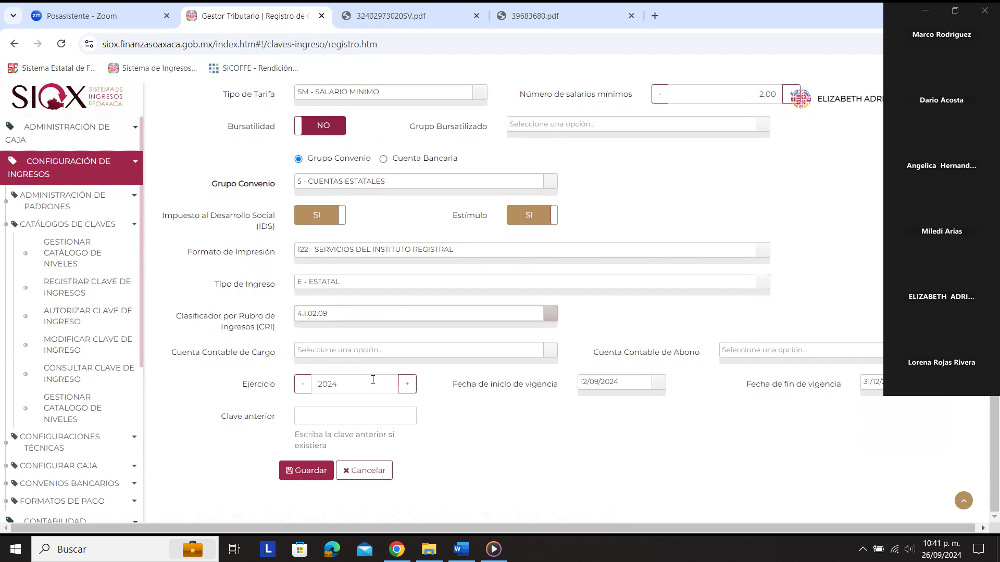 Posasistente - Zoom
Gestor Tributario | Registro de C
32402973020SV.pdf
39683680.pdf
siox.finanzasoaxaca.gob.mx/index.htm#!/claves-ingreso/registro.htm
Sistema Estatal de F...
Sistema de Ingresos...
SICOFFE - Rendición...
SIOX SISTEMA DE
INGRESOS
DE OAXACA
ADMINISTRACIÓN DE
CAJA
CONFIGURACIÓN DE
INGRESOS
ADMINISTRACIÓN DE
PADRONES
CATÁLOGOS DE CLAVES
GESTIONAR
CATÁLOGO DE
NIVELES
REGISTRAR CLAVE DE
INGRESOS
AUTORIZAR CLAVE DE
INGRESO
MODIFICAR CLAVE DE
INGRESO
CONSULTAR CLAVE DE
INGRESO
GESTIONAR
CATALOGO DE
NIVELES
CONFIGURACIONES
TÉCNICAS
CONFIGURAR CAJA
CONVENIOS BANCARIOS
FORMATOS DE PAGO
CONTABILIDAD
Tipo de Tarifa SM - SALARIO MINIMO Número de salarios mínimos - 2.00 +
ELIZABETH ADRI
Bursatilidad NO Grupo Bursatilizado Seleccione una opción...
Grupo Convenio Cuenta Bancaria
Grupo Convenio 5 - CUENTAS ESTATALES
Impuesto al Desarrollo Social
(IDS)
SI Estímulo SI
Formato de Impresión 122 - SERVICIOS DEL INSTITUTO REGISTRAL
Tipo de Ingreso E - ESTATAL
Clasificador por Rubro de
Ingresos (CRI)
4.1.02.09
Cuenta Contable de Cargo Seleccione una opción... Cuenta Contable de Abono Seleccione una opción...
Ejercicio - 2024 + Fecha de inicio de vigencia 12/09/2024 Fecha de fin de vigencia 31/12/2
Clave anterior
Escriba la clave anterior si
existiera
Guardar Cancelar
Marco Rodríguez
Dario Acosta
Angelica Hernand...
Miledi Arias
ELIZABETH ADRI...
Lorena Rojas Rivera
Buscar
10:41 p. m.
26/09/2024